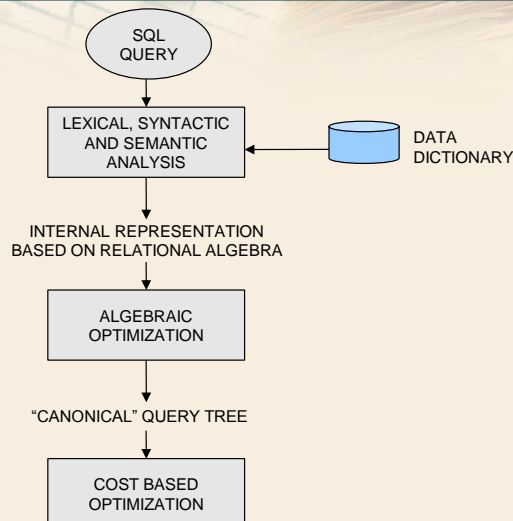 SQL
QUERY
LEXICAL, SYNTACTIC
AND SEMANTIC
ANALYSIS
DATA
DICTIONARY
INTERNAL REPRESENTATION
BASED ON RELATIONAL ALGEBRA
ALGEBRAIC
OPTIMIZATION
“CANONICAL” QUERY TREE
COST BASED
OPTIMIZATION